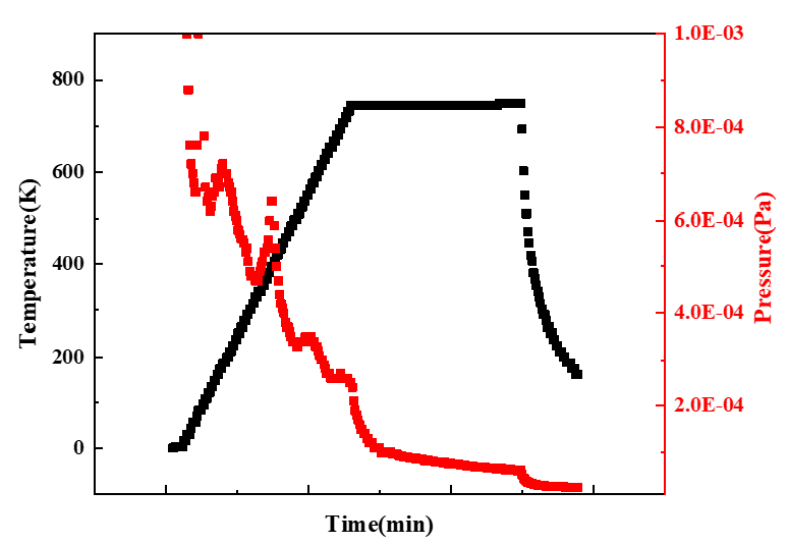 1.0E-03
800
8.0E-04
600
6.0E-04
Temperature(K)
Pressure(Pa)
400
4.0E-04
200
2.0E-04
0
Time(min)